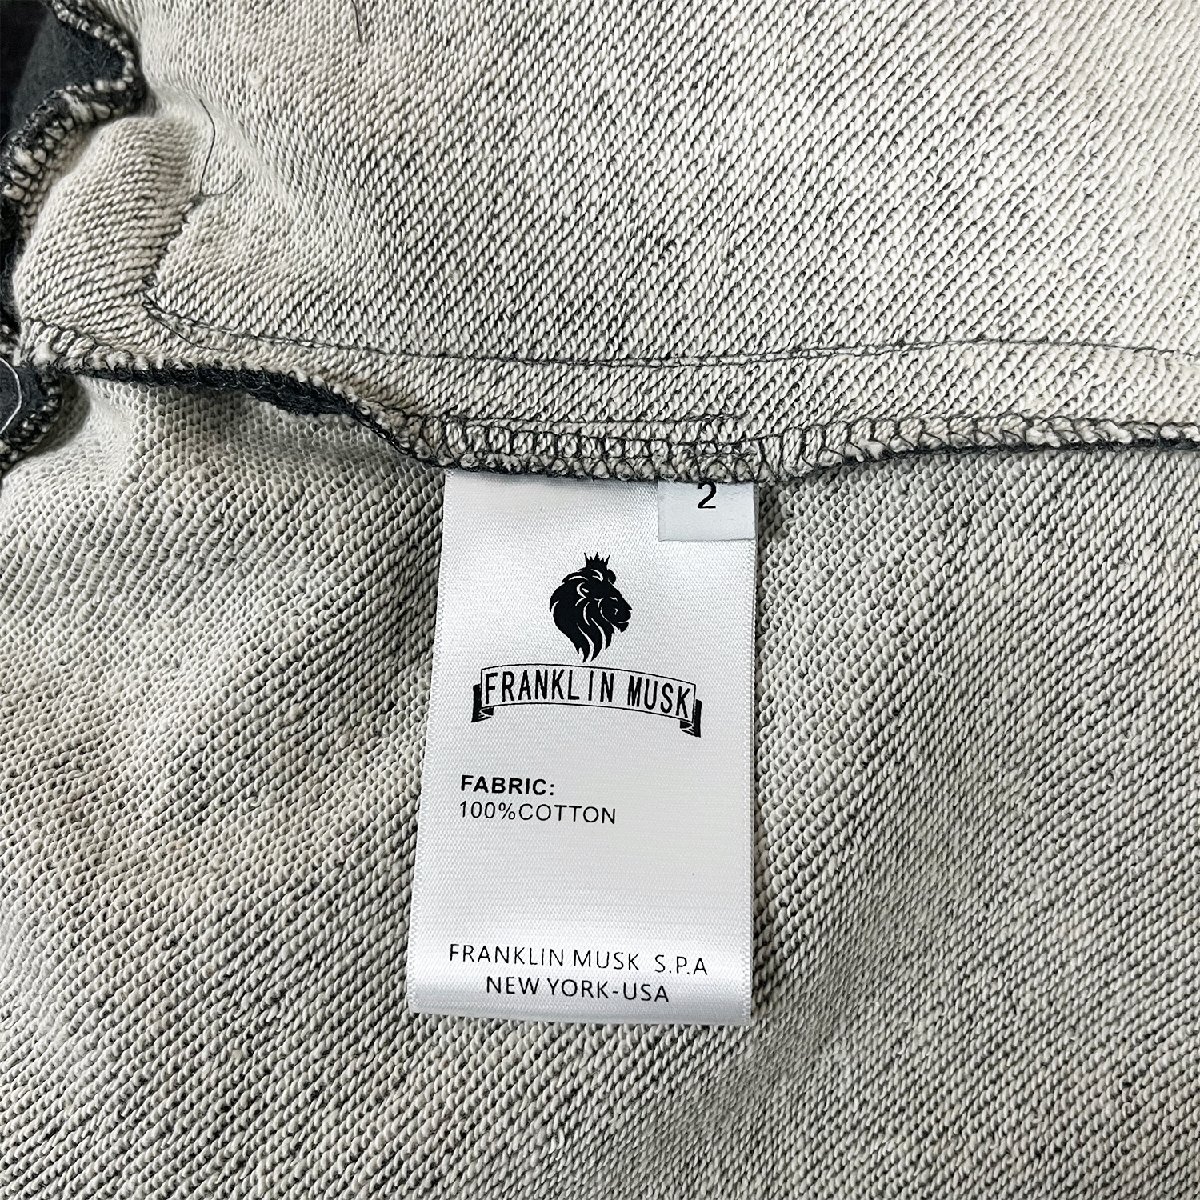 2
FRANKLIN MUSK
FABRIC:
100%COTTON
FRANKLIN MUSK S.P.A
NEW YORK-USA